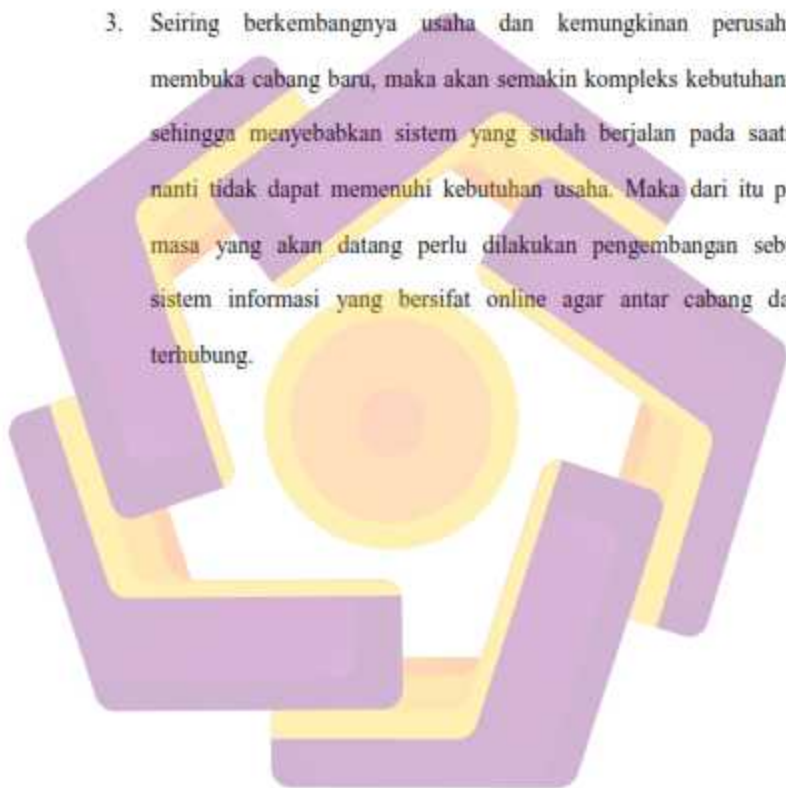 3. Seiring berkembangnya usaha dan kemungkinan perusah
membuka cabang baru, maka akan semakin kompleks kebutuhan
sehingga menyebabkan sistem yang sudah berjalan pada saat
nanti tidak dapat memenuhi kebutuhan usaha. Maka dari itu p
masa yang akan datang perlu dilakukan pengembangan seb
sistem informasi yang bersifat online agar antar cabang da
terhubung.